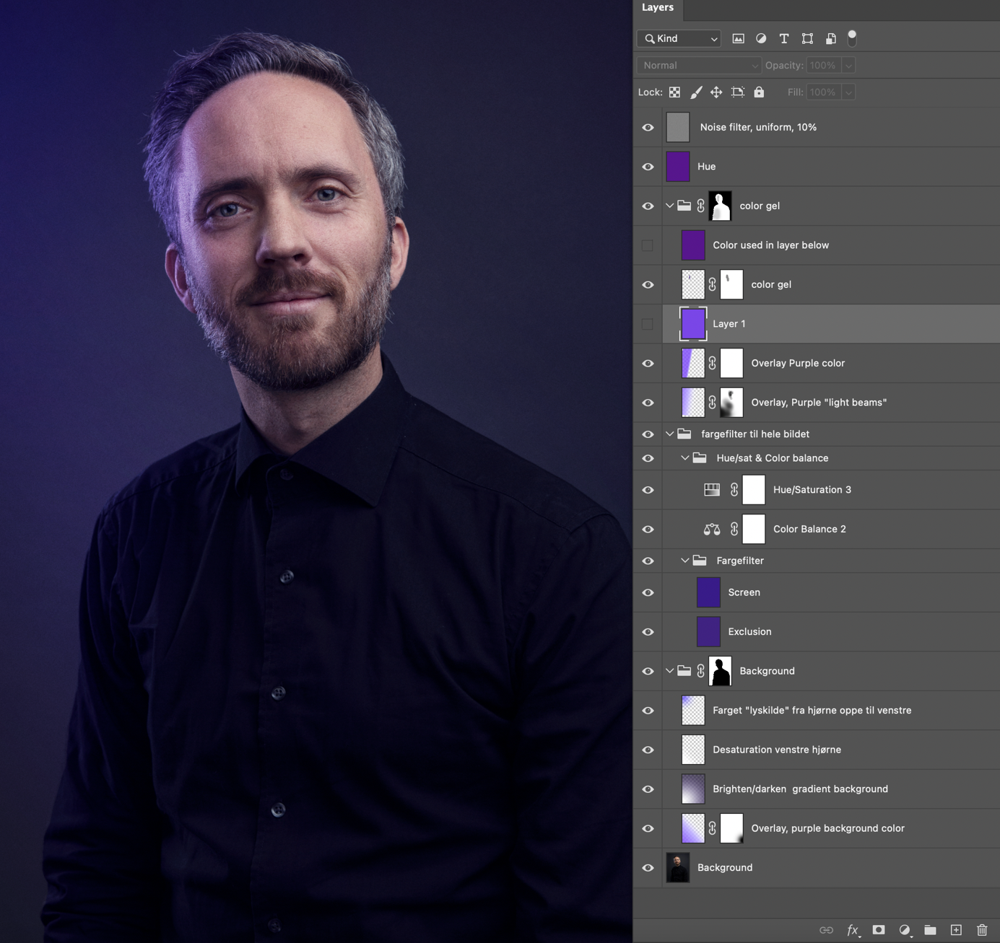 Layers
Kind
Normal
Opacity: 100%
Lock:
Fill: 100%
Noise filter, uniform, 10%
Hue
color gel
Color used in layer below
color gel
Layer 1
Overlay Purple color
Overlay, Purple "light beams"
fargefilter til hele bildet
Hue/sat & Color balance
Hue/Saturation 3
Color Balance 2
Fargefilter
Screen
Exclusion
Background
Farget "lyskilde" fra hjørne oppe til venstre
Desaturation venstre hjørne
Brighten/darken  gradient background
Overlay, purple background color
Background
fx